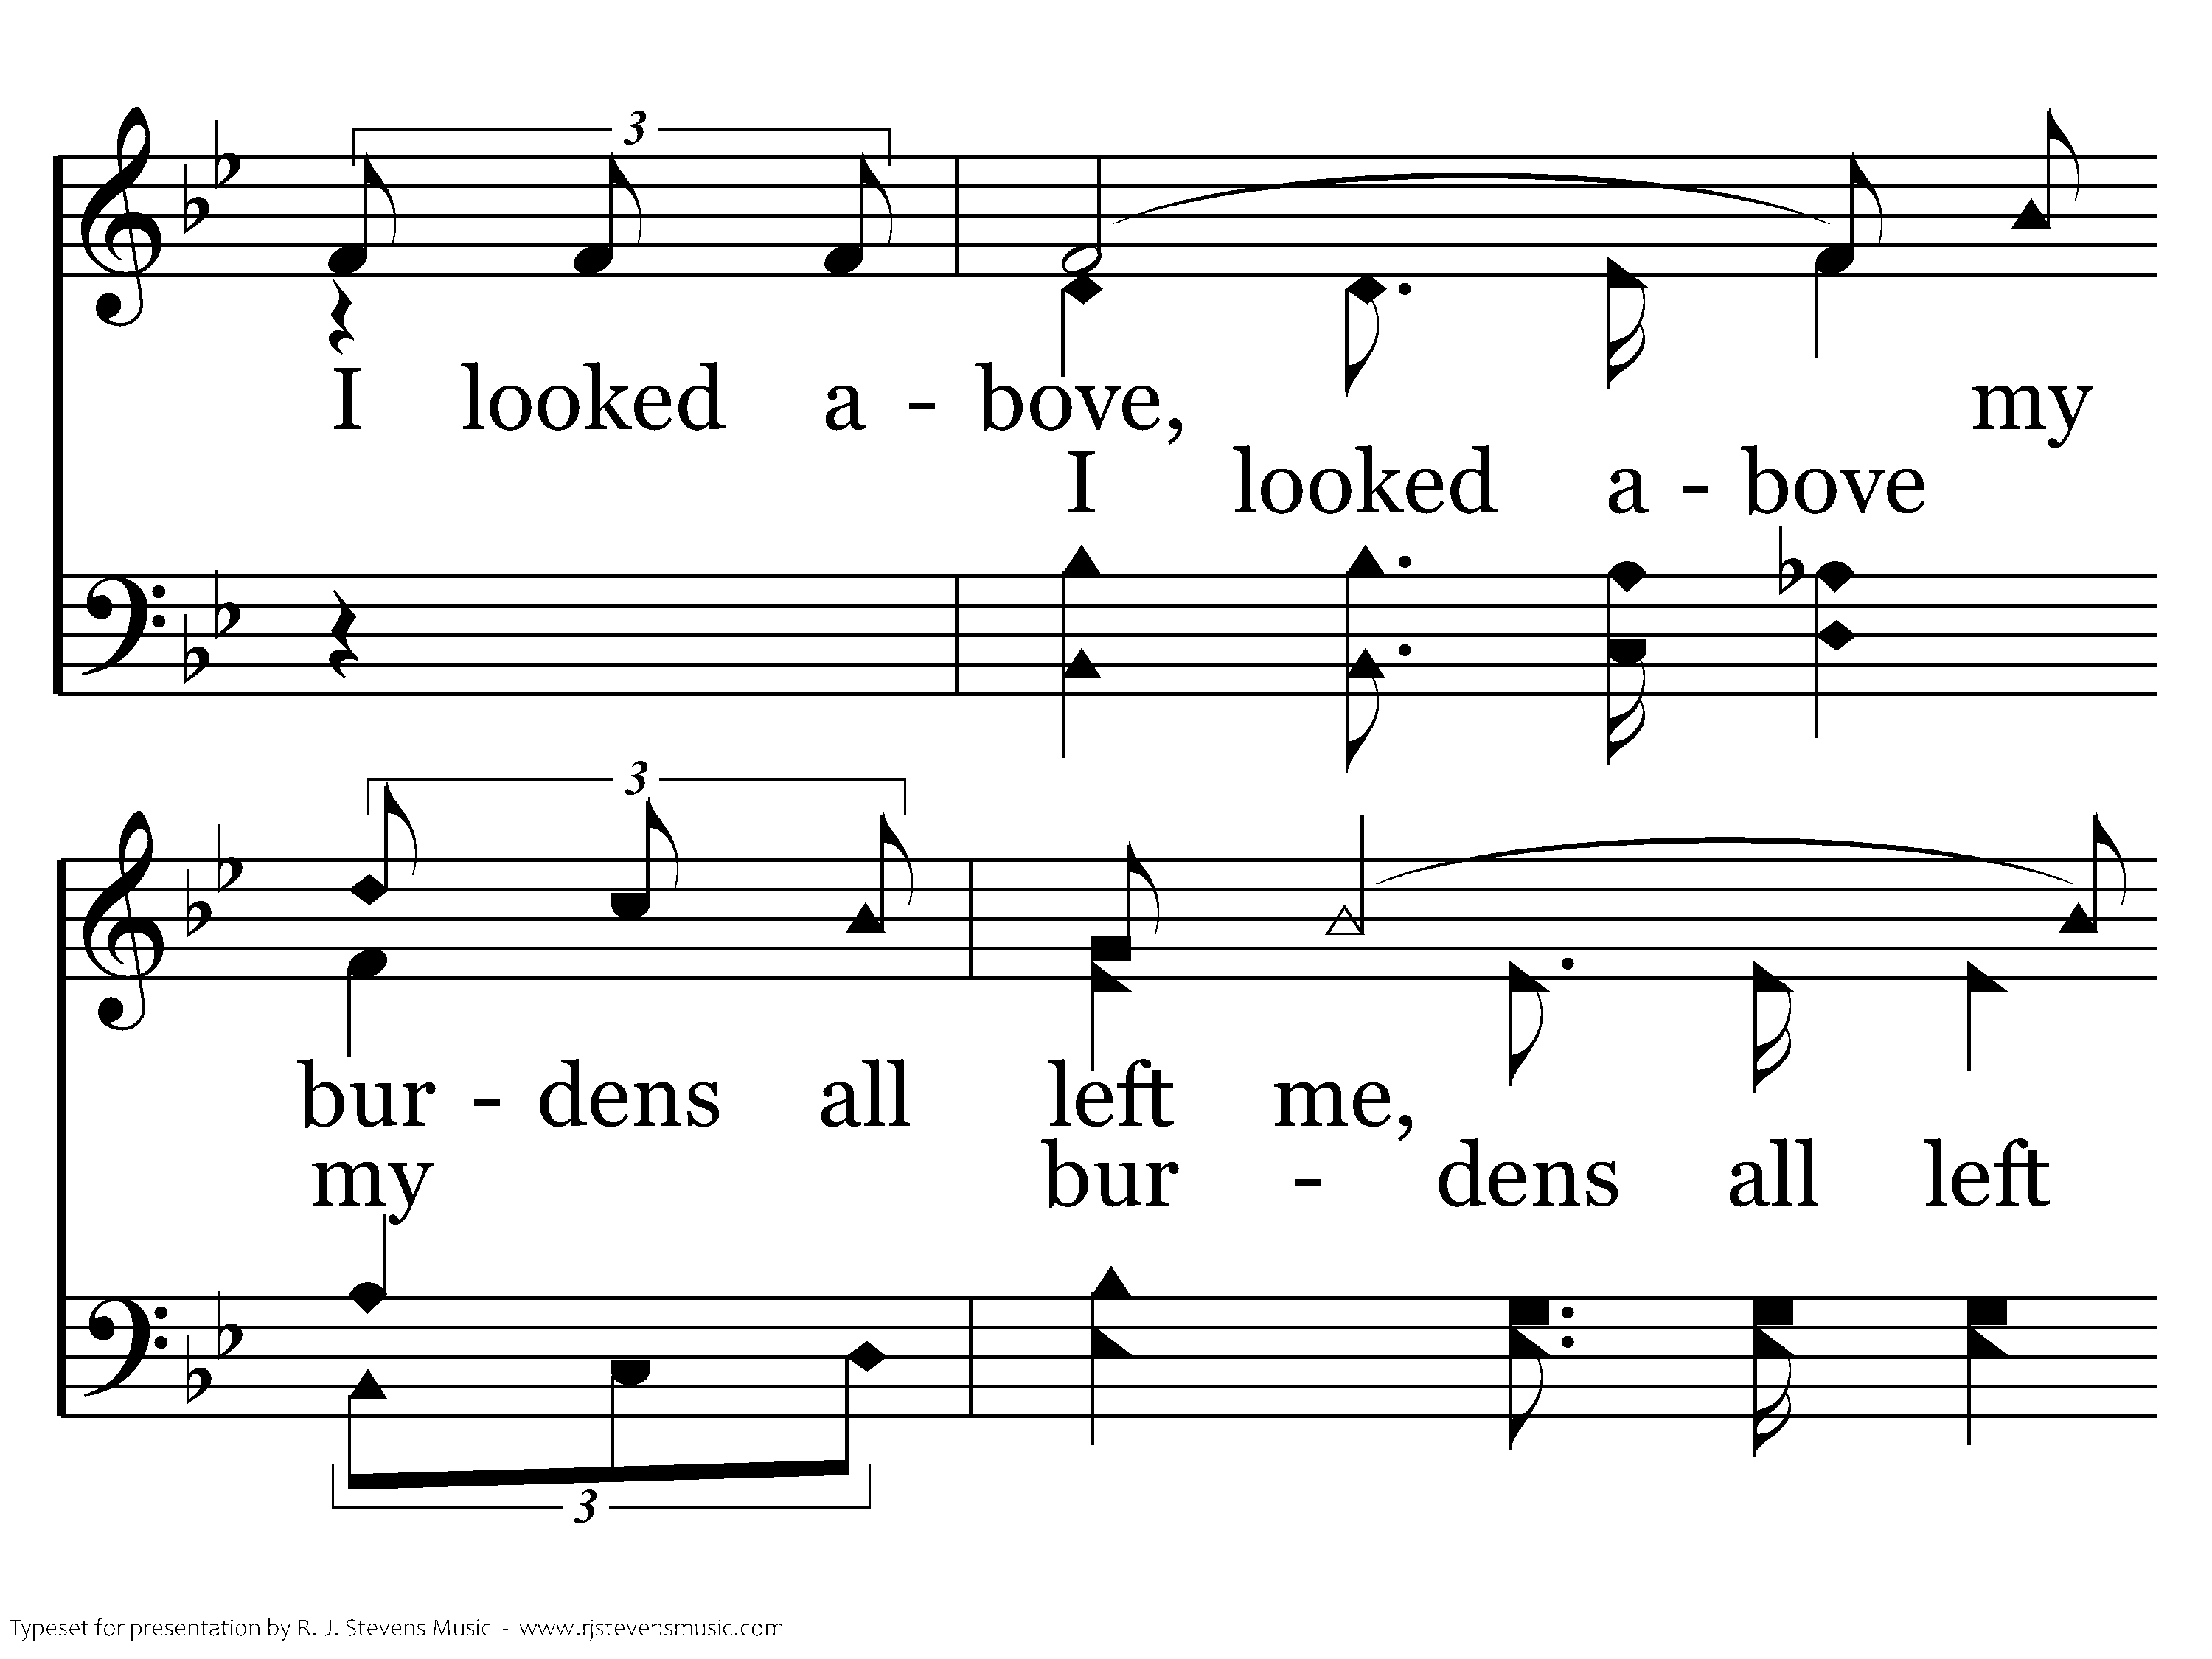 3
I looked a - bove, my
I looked a - bove
3
bur - dens all left me,
my bur - dens all left
3
Typeset for presentation by R. J. Stevens Music - www.rjstevensmusic.com